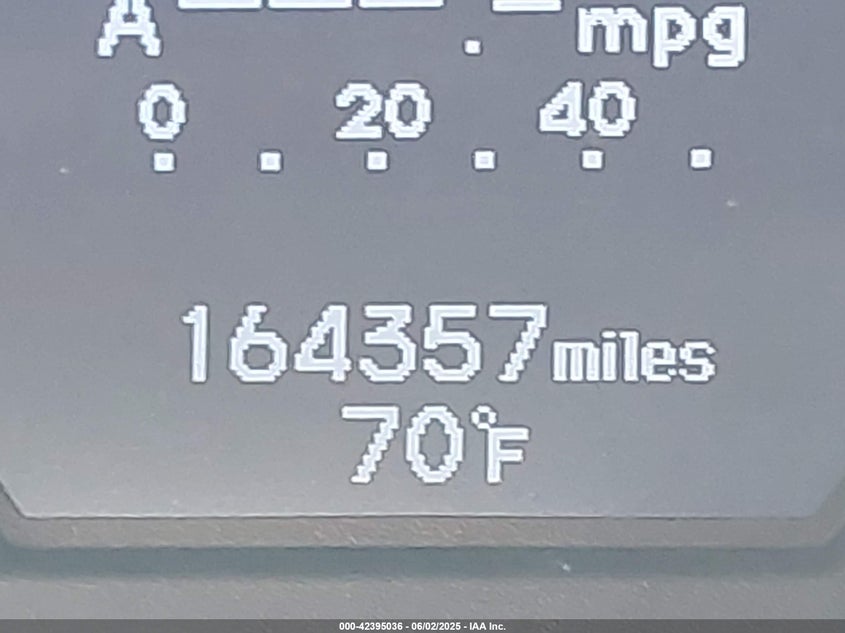 A . mpg
0 20 40
164357 miles
70°F
000-42395036 - 06/02/2025 - IAA Inc.